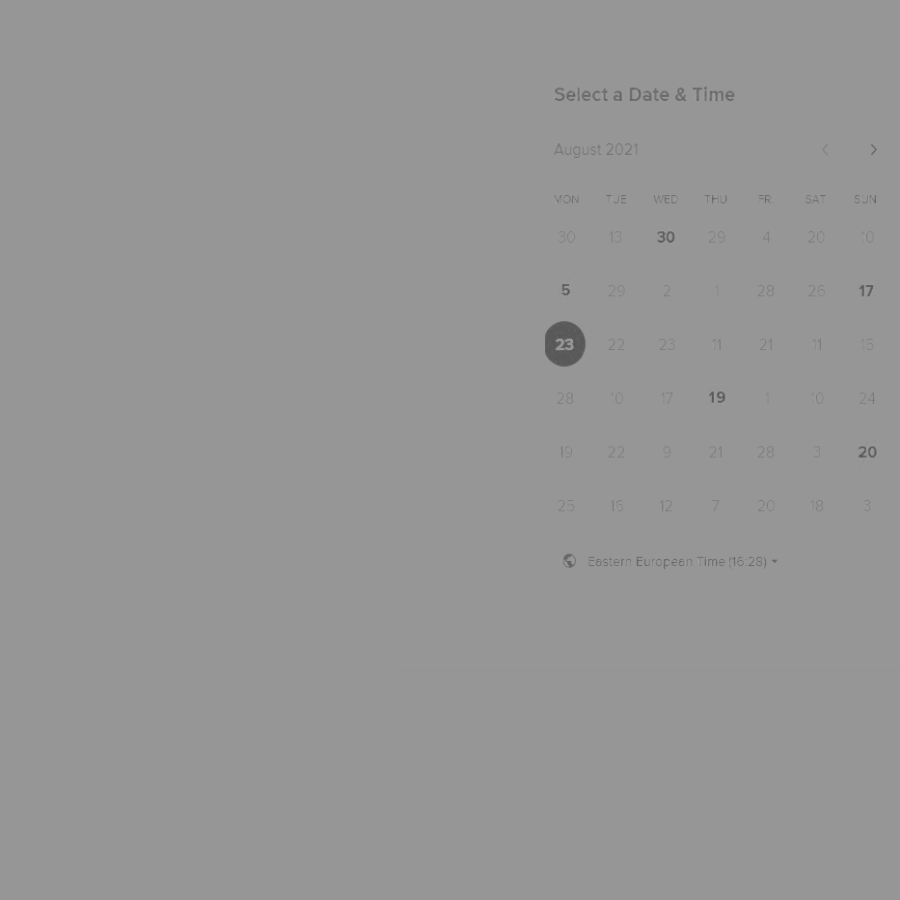 Select a Date & Time
August 2021
MON TUE WED THU FRI SAT SUN
30 13 30 29 4 20 10
5 29 2 1 28 26 17
23 22 23 11 21 11 15
28 10 17 19 1 10 24
19 22 9 21 28 3 20
25 15 12 7 20 18 3
Eastern European Time (16:28)